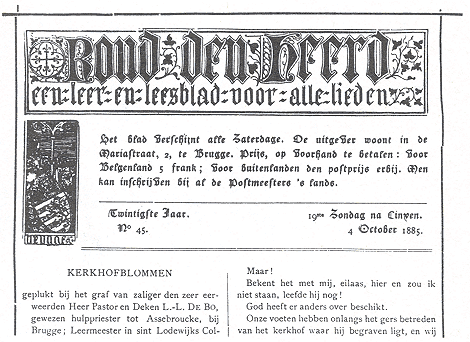 Rond den Heerd
een-leer-en-leesblad-voor-alle-lieden
Het blad verschijnt alle Zaterdage. De uitgever woont in de
Mariastraat, 2, te Brugge. Prijs, op voorhand te betalen: voor
Belgenland 5 frank; voor buitenlanden den postprijs erbij. Men
kan inschrijven bij al de Postmeesters 's lands.
Twintigste Jaar.
Nº 45.
19ste Zondag na Cinxen.
4 October 1885.
BRUGGE
KERKHOFBLOMMEN
geplukt bij het graf van zaliger den zeer eer-
weerden Heer Pastor en Deken L.-L. DE BO,
gewezen hulppriester tot Assebroucke, bij
Brugge; Leermeester in sint Lodewijks Col-
Maar!
Bekent het met mij, eilaas, hier en zou ik
niet staan, leefde hij nog!
God heeft er anders over beschikt.
Onze voeten hebben onlangs het gers betreden
van het kerkhof waar hij begraven ligt, en wij